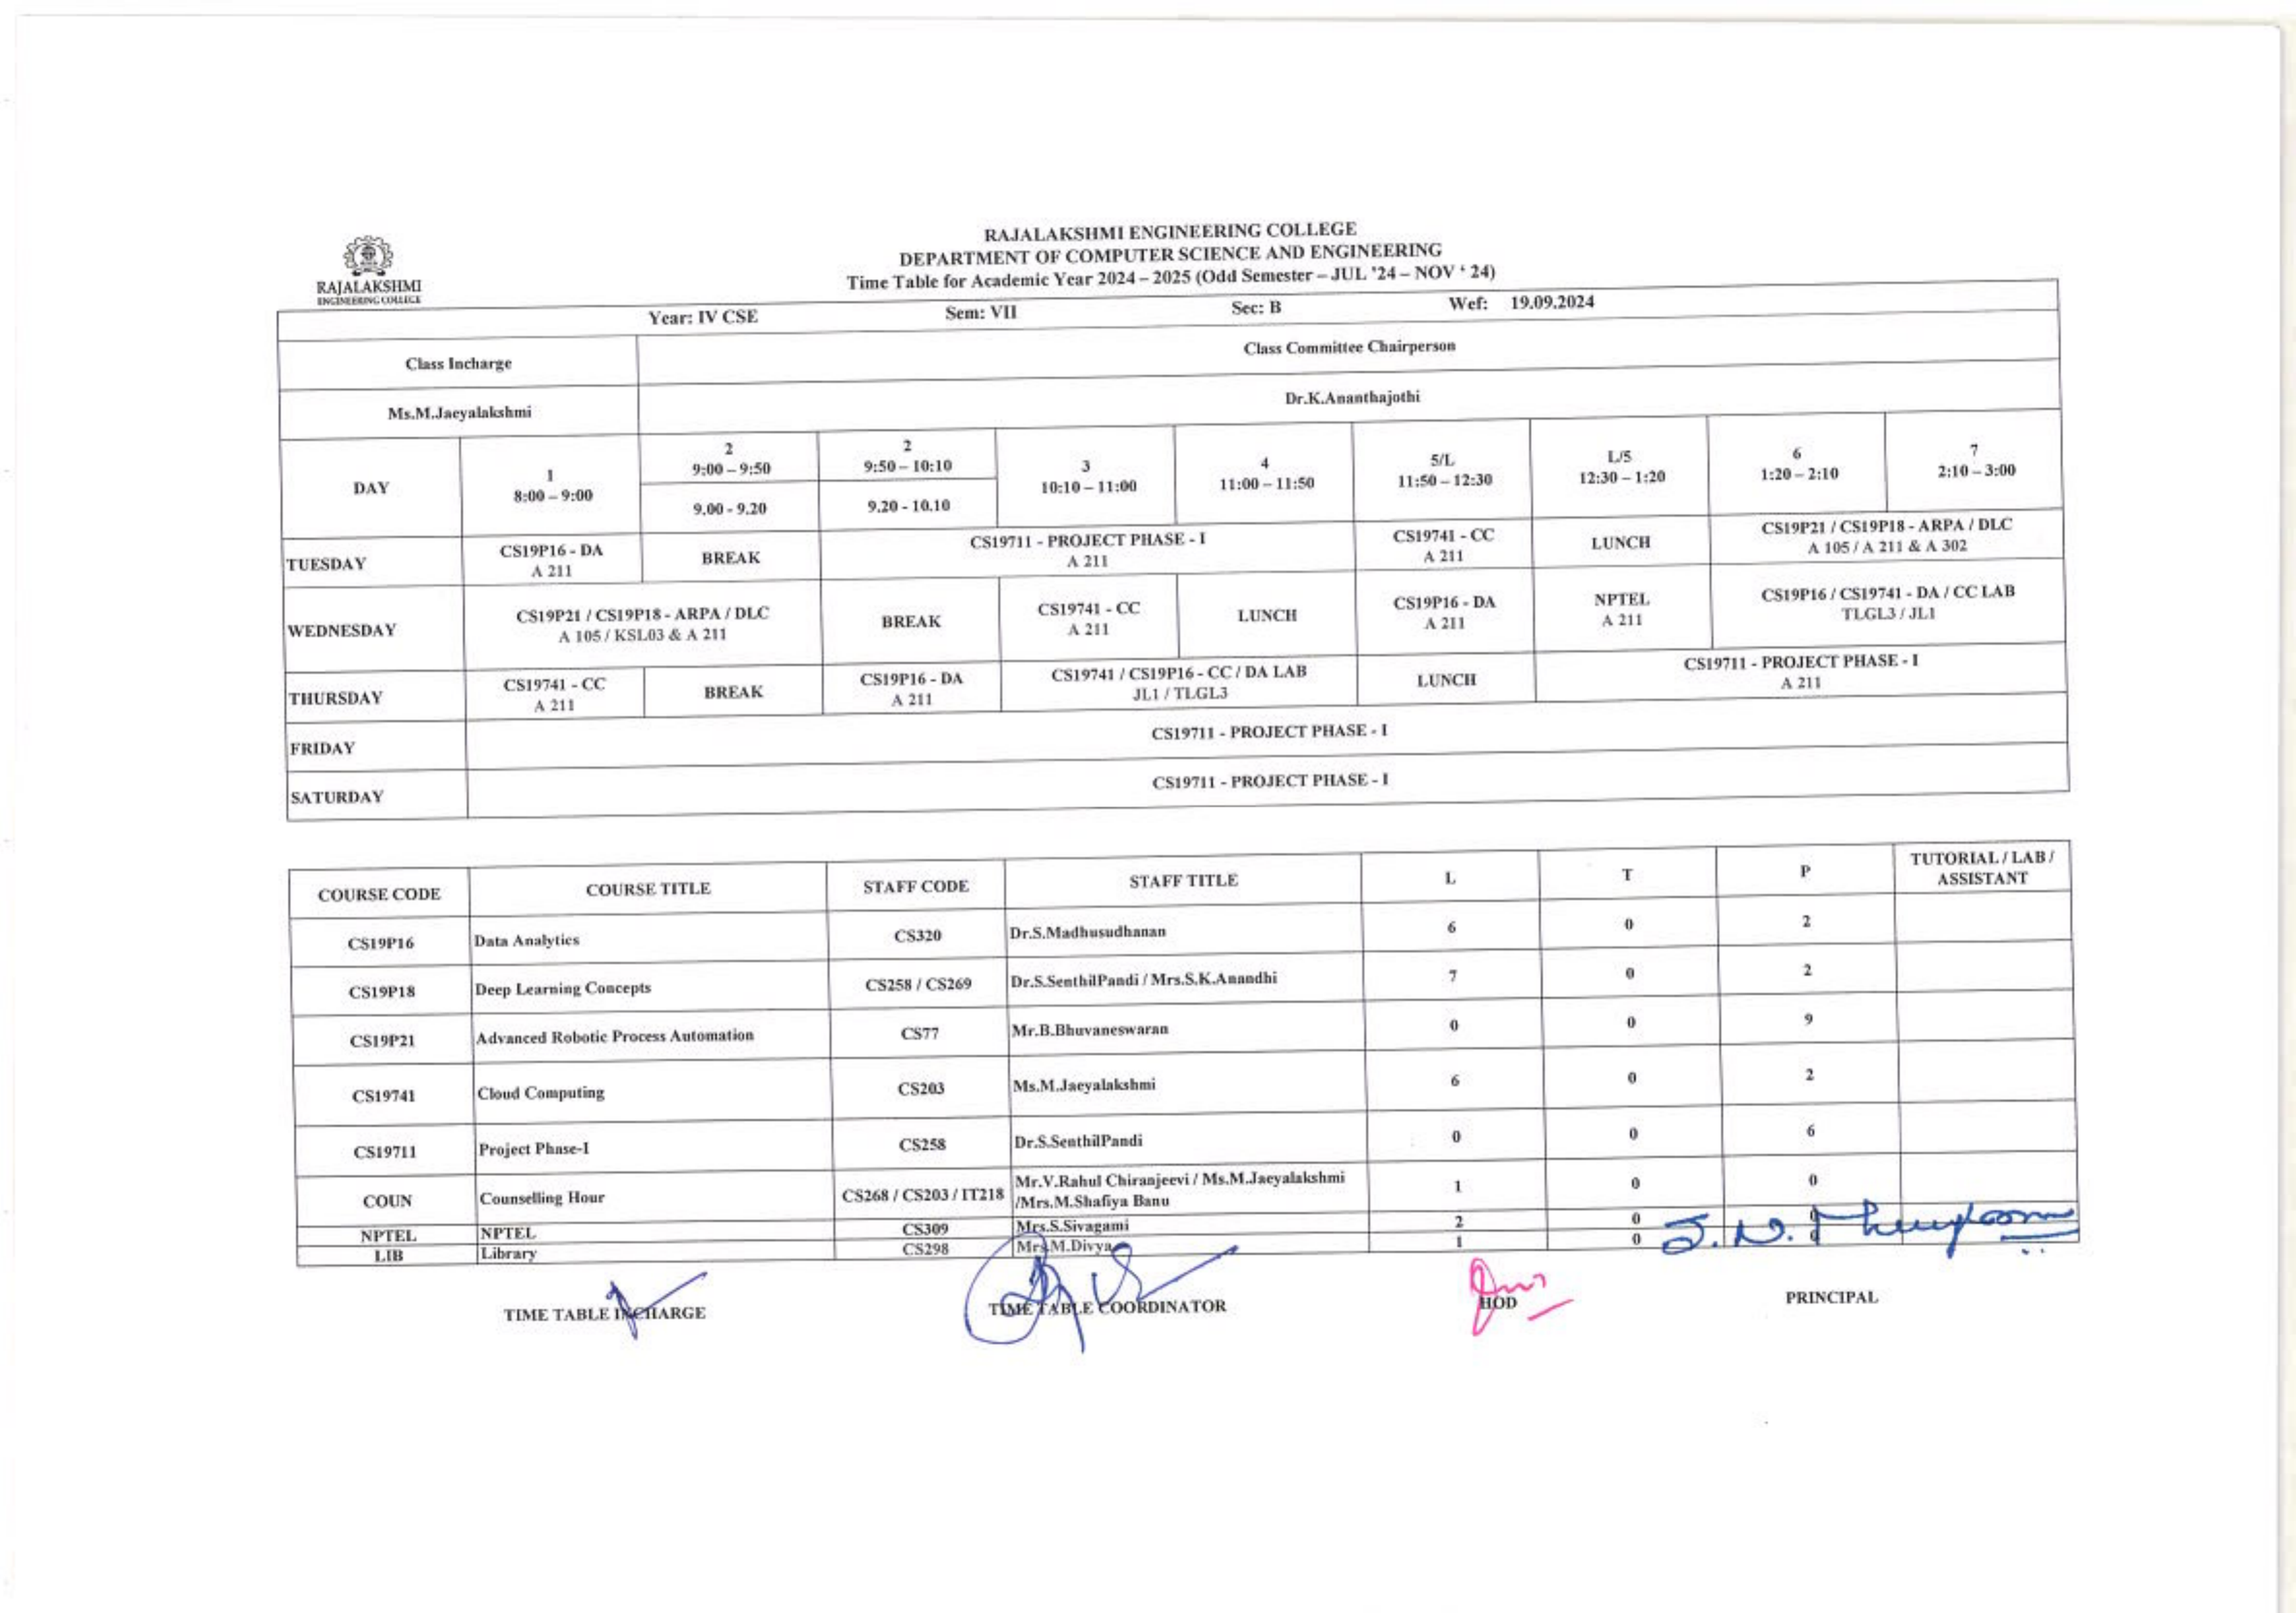 RAJALAKSHMI
ENGINEERING COLLEGE
RAJALAKSHMI ENGINEERING COLLEGE
DEPARTMENT OF COMPUTER SCIENCE AND ENGINEERING
Time Table for Academic Year 2024 – 2025 (Odd Semester – JUL '24 – NOV ' 24)
Year: IV CSE Sem: VII Sec: B Wef: 19.09.2024
Class Incharge Class Committee Chairperson
Ms.M.Jaeyalakshmi Dr.K.Ananthajothi
DAY
1
8:00 – 9:00
2
9:00 – 9:50
9.00 - 9.20
2
9:50 – 10:10
9.20 - 10.10
3
10:10 – 11:00
4
11:00 – 11:50
5/L
11:50 – 12:30
L/5
12:30 – 1:20
6
1:20 – 2:10
7
2:10 – 3:00
TUESDAY
CS19P16 - DA
A 211
BREAK
CS19711 - PROJECT PHASE - I
A 211
CS19741 - CC
A 211
LUNCH
CS19P21 / CS19P18 - ARPA / DLC
A 105 / A 211 & A 302
WEDNESDAY
CS19P21 / CS19P18 - ARPA / DLC
A 105 / KSL03 & A 211
BREAK
CS19741 - CC
A 211
LUNCH
CS19P16 - DA
A 211
NPTEL
A 211
CS19P16 / CS19741 - DA / CC LAB
TLGL3 / JL1
THURSDAY
CS19741 - CC
A 211
BREAK
CS19P16 - DA
A 211
CS19741 / CS19P16 - CC / DA LAB
JL1 / TLGL3
LUNCH
CS19711 - PROJECT PHASE - I
A 211
FRIDAY
CS19711 - PROJECT PHASE - I
SATURDAY
CS19711 - PROJECT PHASE - I
COURSE CODE COURSE TITLE STAFF CODE STAFF TITLE L T P TUTORIAL / LAB /
ASSISTANT
CS19P16 Data Analytics CS320 Dr.S.Madhusudhanan 6 0 2
CS19P18 Deep Learning Concepts CS258 / CS269 Dr.S.SenthilPandi / Mrs.S.K.Anandhi 7 0 2
CS19P21 Advanced Robotic Process Automation CS77 Mr.B.Bhuvaneswaran 0 0 9
CS19741 Cloud Computing CS203 Ms.M.Jaeyalakshmi 6 0 2
CS19711 Project Phase-I CS258 Dr.S.SenthilPandi 0 0 6
COUN Counselling Hour CS268 / CS203 / IT218 Mr.V.Rahul Chiranjeevi / Ms.M.Jaeyalakshmi
/Mrs.M.Shafiya Banu 1 0 0
NPTEL NPTEL CS309 Mrs.S.Sivagami 2 0 0
LIB Library CS298 Mrs.M.Divya 1 0 0
TIME TABLE INCHARGE TIME TABLE COORDINATOR HOD PRINCIPAL